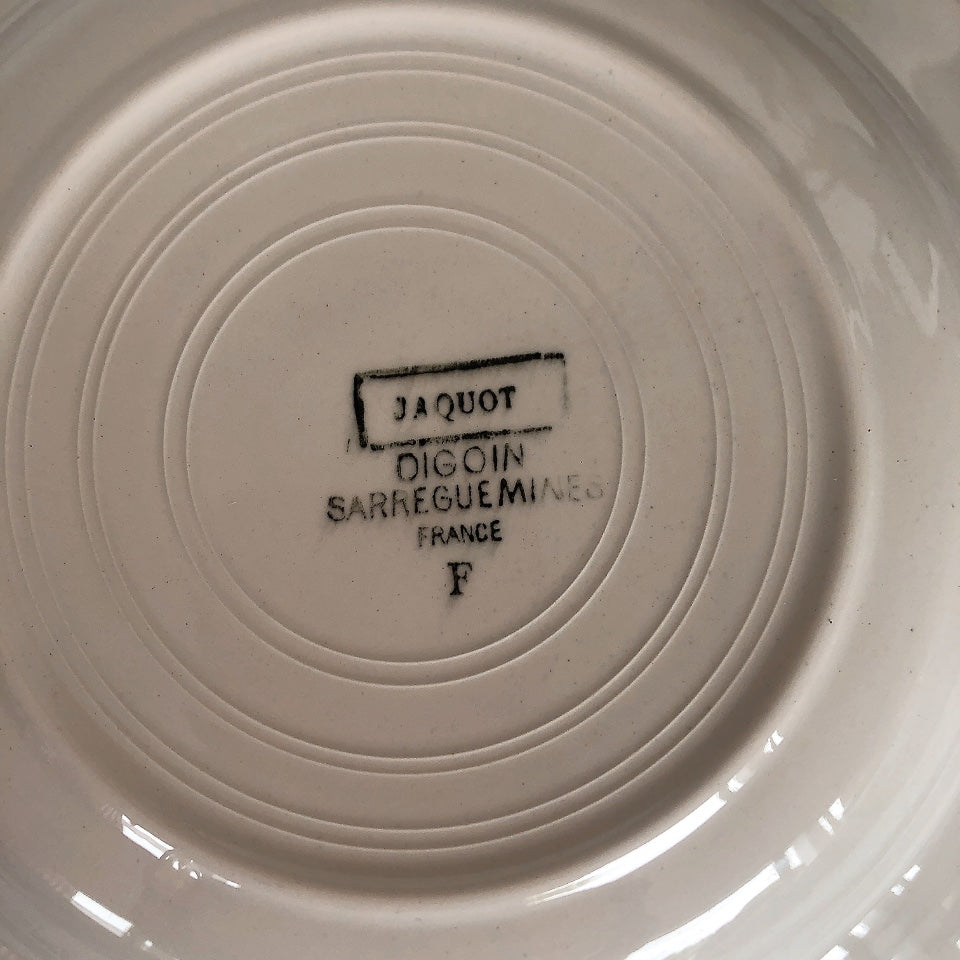 JAQUOT
DIGOIN
SARREGUEMINES
FRANCE
F